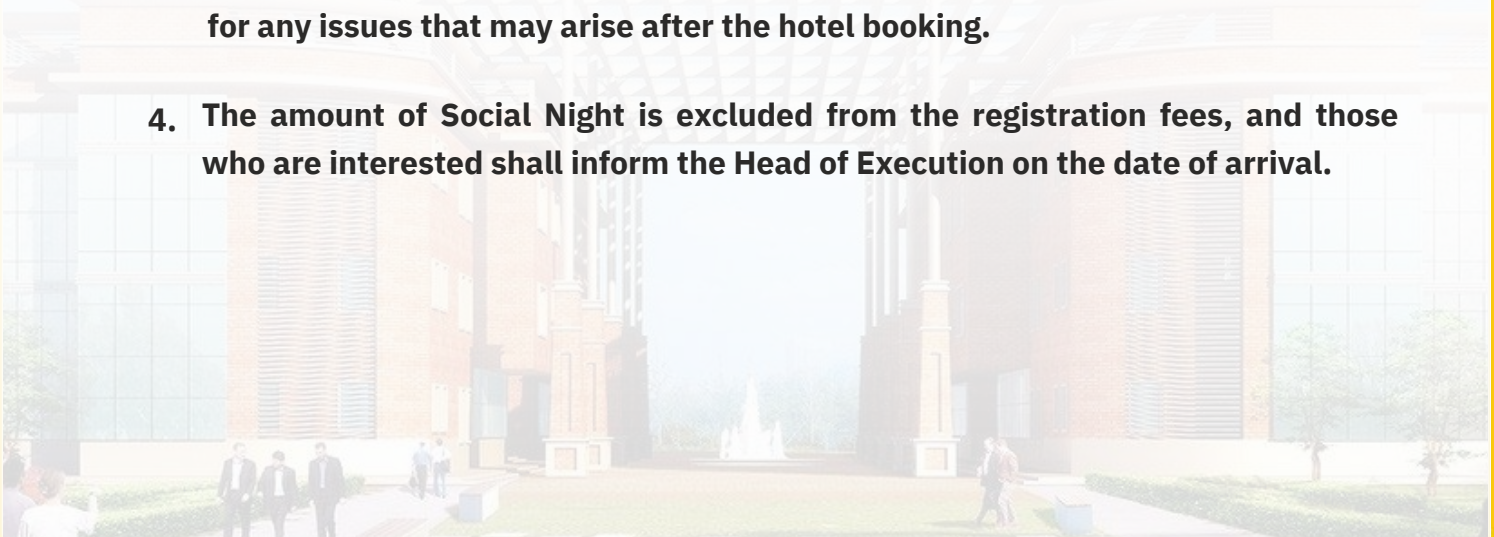 for any issues that may arise after the hotel booking.
4. The amount of Social Night is excluded from the registration fees, and those
who are interested shall inform the Head of Execution on the date of arrival.